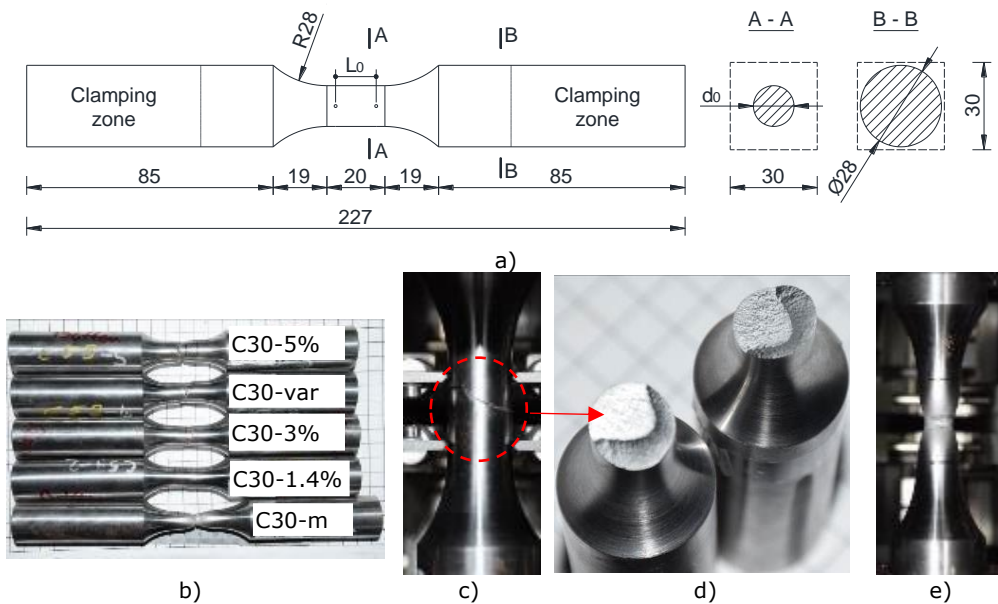 A
B
A - A
B - B
R28
L0
Clamping
zone
Clamping
zone
d0
Ø28
30
A
B
85
19
20
19
85
30
227
a)
C30-5%
C30-var
C30-3%
C30-1.4%
C30-m
b)
c)
d)
e)